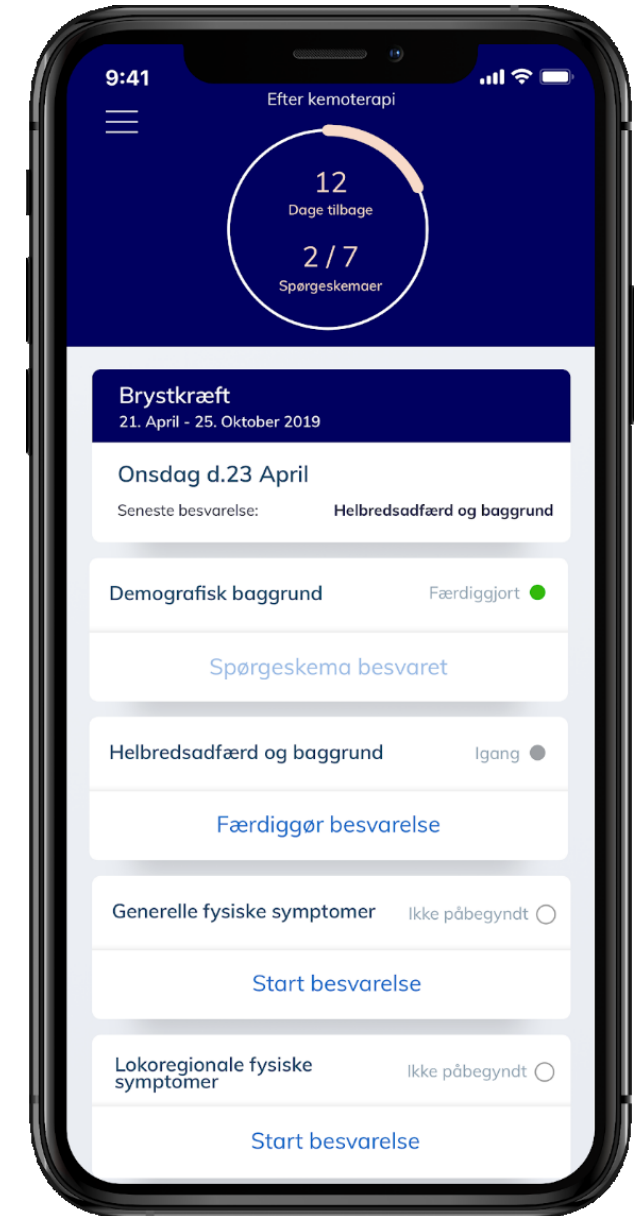 9:41
Efter kemoterapi
12
Dage tilbage
2 / 7
Spørgeskemaer
Brystkræft
21. April - 25. Oktober 2019
Onsdag d.23 April
Seneste besvarelse: Helbredsadfærd og baggrund
Demografisk baggrund Færdiggjort
Spørgeskema besvaret
Helbredsadfærd og baggrund Igang
Færdiggør besvarelse
Generelle fysiske symptomer Ikke påbegyndt
Start besvarelse
Lokoregionale fysiske
symptomer Ikke påbegyndt
Start besvarelse